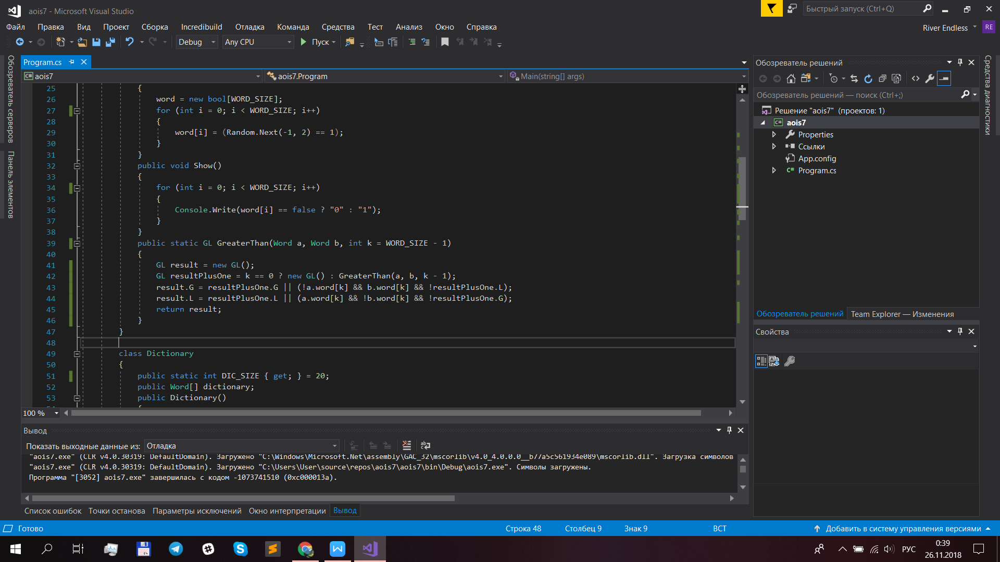 aois7 - Microsoft Visual Studio
Быстрый запуск (Ctrl+Q)
Файл Правка Вид Проект Сборка Incredibuild Отладка Команда Средства Тест Анализ Окно Справка
River Endless RE
Debug Any CPU Пуск
Обозреватель серверов
Панель элементов
Program.cs
aois7 aois7.Program Main(string[] args)
25 {
26 word = new bool[WORD_SIZE];
27 for (int i = 0; i < WORD_SIZE; i++)
28 {
29 word[i] = (Random.Next(-1, 2) == 1);
30 }
31 }
32 public void Show()
33 {
34 for (int i = 0; i < WORD_SIZE; i++)
35 {
36 Console.Write(word[i] == false ? "0" : "1");
37 }
38 }
39 public static GL GreaterThan(Word a, Word b, int k = WORD_SIZE - 1)
40 {
41 GL result = new GL();
42 GL resultPlusOne = k == 0 ? new GL() : GreaterThan(a, b, k - 1);
43 result.G = resultPlusOne.G || (!a.word[k] && b.word[k] && !resultPlusOne.L);
44 result.L = resultPlusOne.L || (a.word[k] && !b.word[k] && !resultPlusOne.G);
45 return result;
46 }
47 }
48
49 class Dictionary
50 {
51 public static int DIC_SIZE { get; } = 20;
52 public Word[] dictionary;
53 public Dictionary()
100 %
Вывод
Показать выходные данные из: Отладка
"aois7.exe" (CLR v4.0.30319: DefaultDomain). Загружено "C:\Windows\Microsoft.Net\assembly\GAC_32\mscorlib\v4.0_4.0.0.0__b77a5c561934e089\mscorlib.dll". Загрузка символов
"aois7.exe" (CLR v4.0.30319: DefaultDomain). Загружено "C:\Users\User\source\repos\aois7\aois7\bin\Debug\aois7.exe". Символы загружены.
Программа "[3052] aois7.exe" завершилась с кодом -1073741510 (0xc000013a).
Список ошибок Точки останова Параметры исключений Окно интерпретации Вывод
Обозреватель решений
Обозреватель решений — поиск (Ctrl+;)
Решение "aois7" (проектов: 1)
C# aois7
Properties
Ссылки
App.config
C# Program.cs
Обозреватель решений Team Explorer — Изменения
Свойства
Средства диагностики
Готово Строка 48 Столбец 9 Знак 9 ВСТ Добавить в систему управления версиями
РУС
0:39
26.11.2018